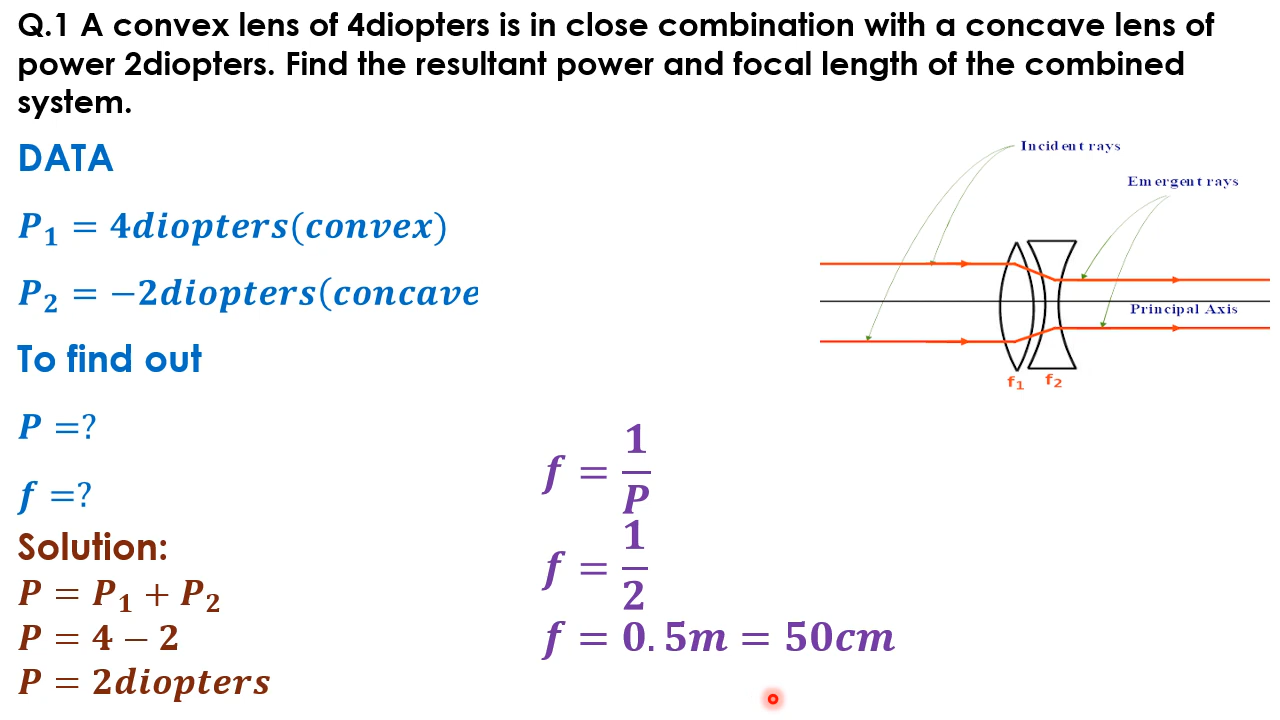 Q.1 A convex lens of 4diopters is in close combination with a concave lens of
power 2diopters. Find the resultant power and focal length of the combined
system.
DATA
P₁ = 4diopters(convex)
P₂ = −2diopters(concave
To find out
P =?
f =?
Solution:
P = P₁ + P₂
P = 4 − 2
P = 2diopters
f = 1/P
f = 1/2
f = 0.5m = 50cm
Incident rays
Emergent rays
Principal Axis
f₁ f₂